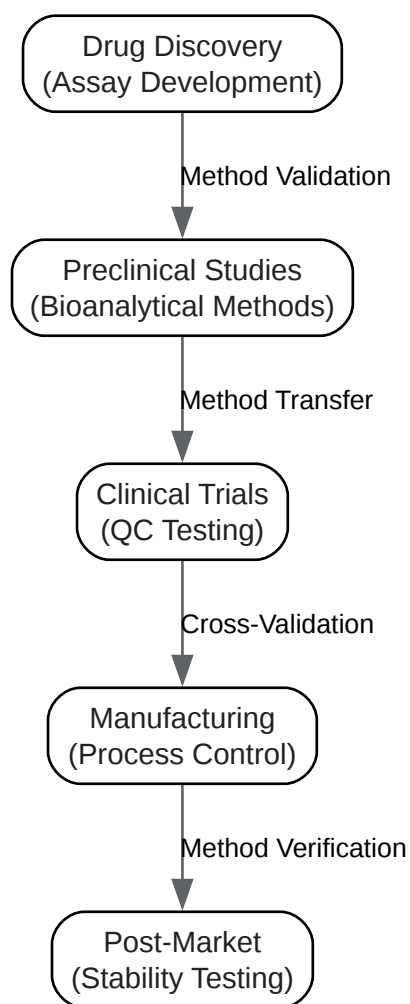 Drug Discovery
(Assay Development)
Method Validation
Preclinical Studies
(Bioanalytical Methods)
Method Transfer
Clinical Trials
(QC Testing)
Cross-Validation
Manufacturing
(Process Control)
Method Verification
Post-Market
(Stability Testing)